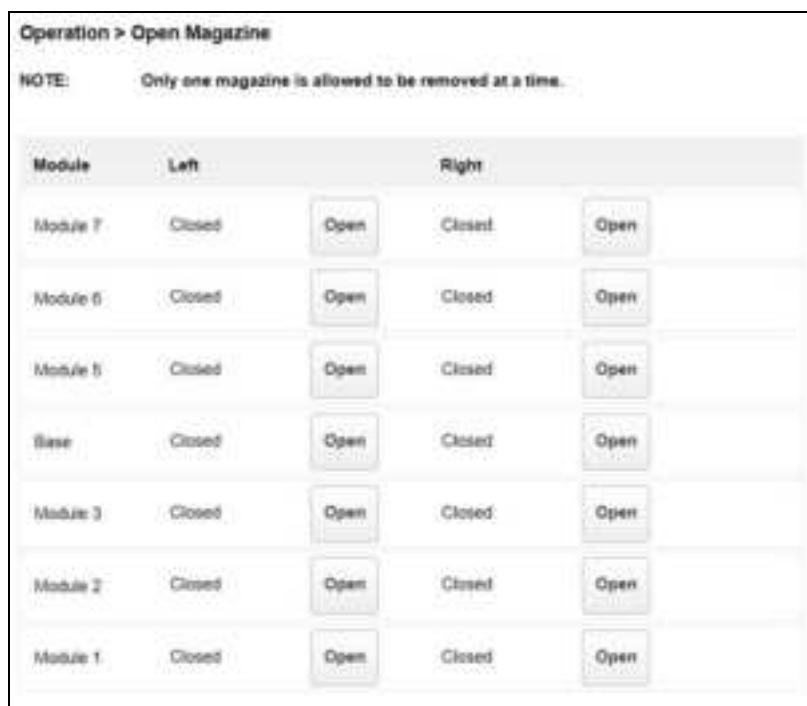 Operation > Open Magazine
NOTE: Only one magazine is allowed to be removed at a time.
Module Left Right
Module 7 Closed Open Closed Open
Module 6 Closed Open Closed Open
Module 5 Closed Open Closed Open
Base Closed Open Closed Open
Module 3 Closed Open Closed Open
Module 2 Closed Open Closed Open
Module 1 Closed Open Closed Open